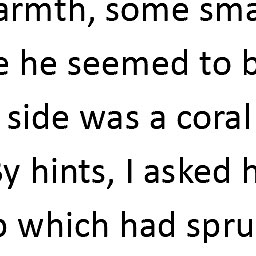 armth, some sma
e he seemed to b
side was a coral
By hints, I asked h
which had spru